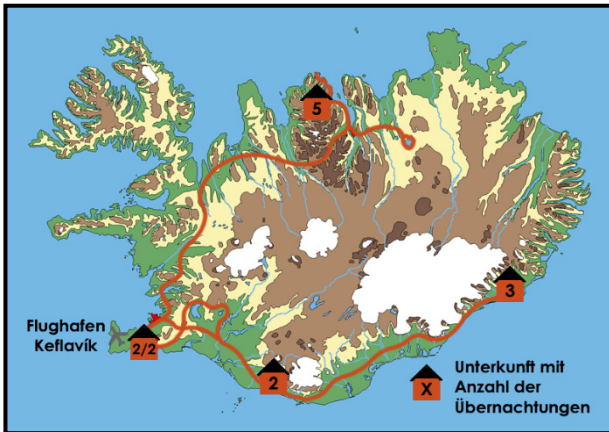 5
3
Flughafen
Keflavík
2/2
2
X
Unterkunft mit
Anzahl der
Übernachtungen